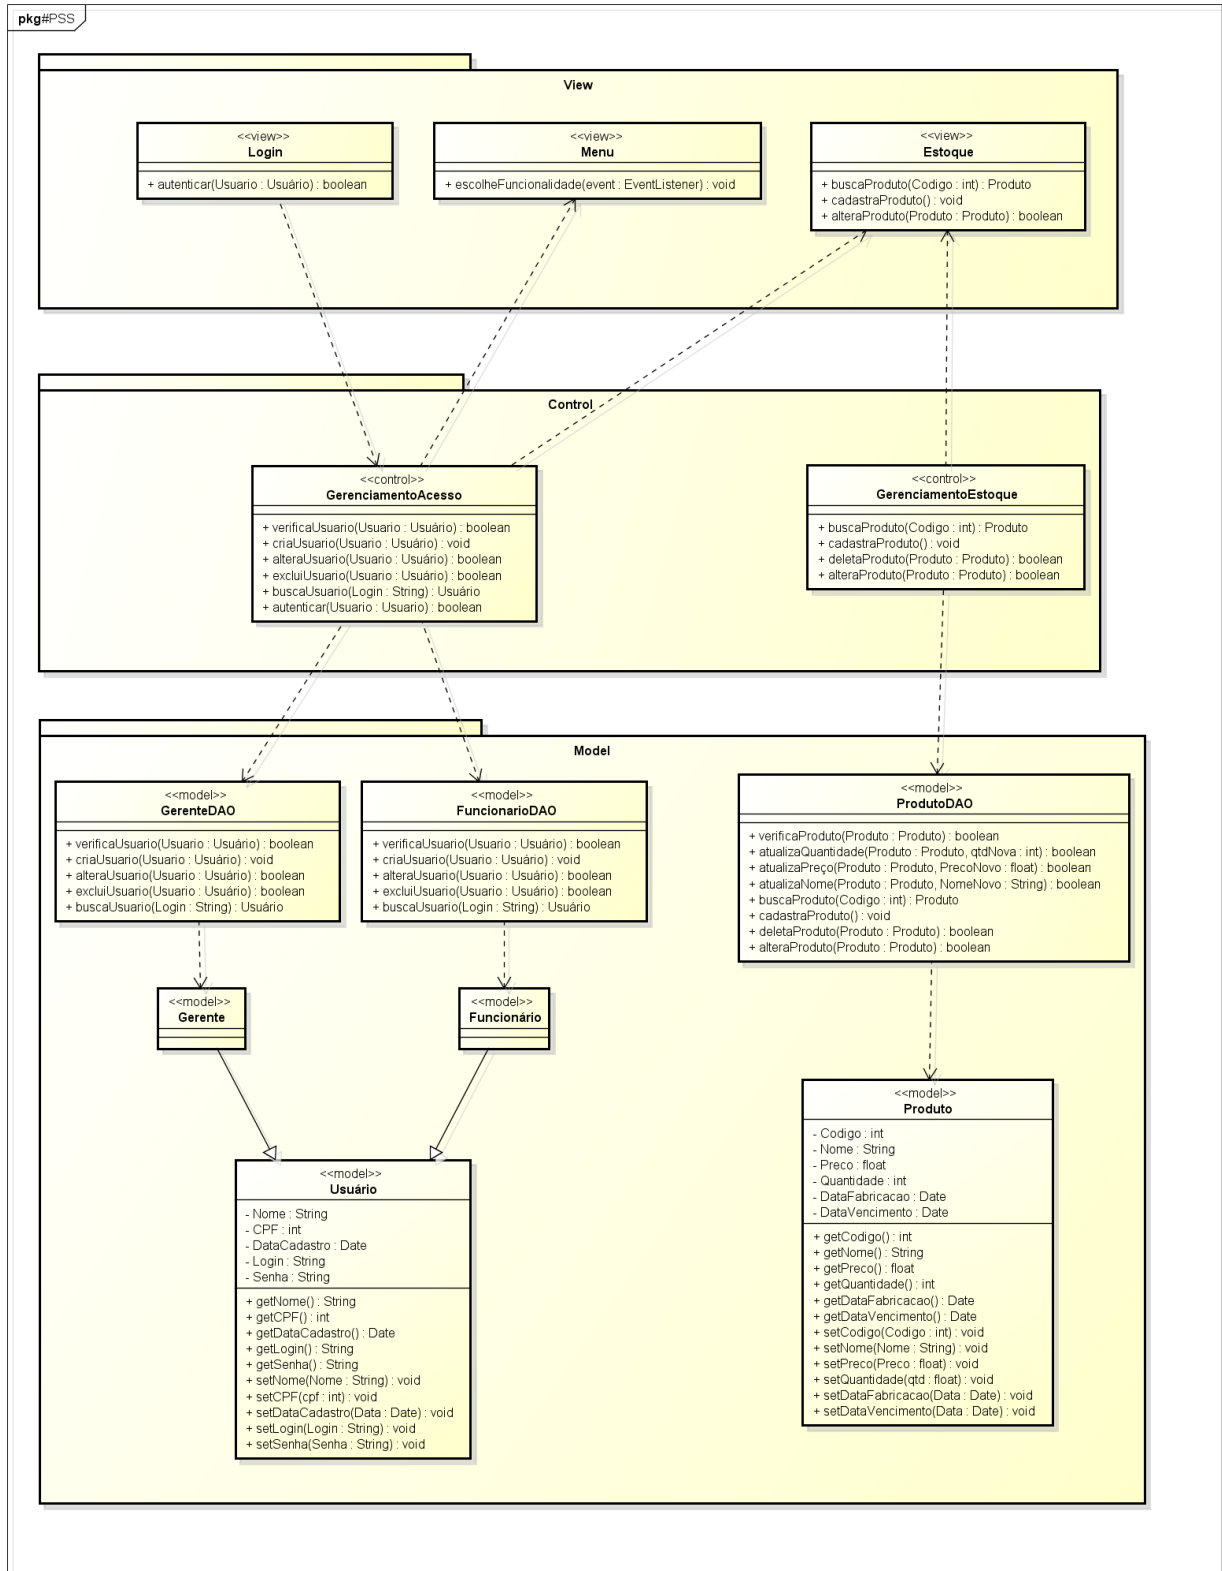 pkg#PSS
View
<<view>>
Login
+ autenticar(Usuario : Usuário) : boolean
<<view>>
Menu
+ escolheFuncionalidade(event : EventListener) : void
<<view>>
Estoque
+ buscaProduto(Codigo : int) : Produto
+ cadastraProduto() : void
+ alteraProduto(Produto : Produto) : boolean
Control
<<control>>
GerenciamentoAcesso
+ verificaUsuario(Usuario : Usuário) : boolean
+ criaUsuario(Usuario : Usuário) : void
+ alteraUsuario(Usuario : Usuário) : boolean
+ excluiUsuario(Usuario : Usuário) : boolean
+ buscaUsuario(Login : String) : Usuário
+ autenticar(Usuario : Usuario) : boolean
<<control>>
GerenciamentoEstoque
+ buscaProduto(Codigo : int) : Produto
+ cadastraProduto() : void
+ deletaProduto(Produto : Produto) : boolean
+ alteraProduto(Produto : Produto) : boolean
Model
<<model>>
GerenteDAO
+ verificaUsuario(Usuario : Usuário) : boolean
+ criaUsuario(Usuario : Usuário) : void
+ alteraUsuario(Usuario : Usuário) : boolean
+ excluiUsuario(Usuario : Usuário) : boolean
+ buscaUsuario(Login : String) : Usuário
<<model>>
FuncionarioDAO
+ verificaUsuario(Usuario : Usuário) : boolean
+ criaUsuario(Usuario : Usuário) : void
+ alteraUsuario(Usuario : Usuário) : boolean
+ excluiUsuario(Usuario : Usuário) : boolean
+ buscaUsuario(Login : String) : Usuário
<<model>>
ProdutoDAO
+ verificaProduto(Produto : Produto) : boolean
+ atualizaQuantidade(Produto : Produto, qtdNova : int) : boolean
+ atualizaPreço(Produto : Produto, PrecoNovo : float) : boolean
+ atualizaNome(Produto : Produto, NomeNovo : String) : boolean
+ buscaProduto(Codigo : int) : Produto
+ cadastraProduto() : void
+ deletaProduto(Produto : Produto) : boolean
+ alteraProduto(Produto : Produto) : boolean
<<model>>
Gerente
<<model>>
Funcionário
<<model>>
Usuário
- Nome : String
- CPF : int
- DataCadastro : Date
- Login : String
- Senha : String
+ getNome() : String
+ getCPF() : int
+ getDataCadastro() : Date
+ getLogin() : String
+ getSenha() : String
+ setNome(Nome : String) : void
+ setCPF(cpf : int) : void
+ setDataCadastro(Data : Date) : void
+ setLogin(Login : String) : void
+ setSenha(Senha : String) : void
<<model>>
Produto
- Codigo : int
- Nome : String
- Preco : float
- Quantidade : int
- DataFabricacao : Date
- DataVencimento : Date
+ getCodigo() : int
+ getNome() : String
+ getPreco() : float
+ getQuantidade() : int
+ getDataFabricacao() : Date
+ getDataVencimento() : Date
+ setCodigo(Codigo : int) : void
+ setNome(Nome : String) : void
+ setPreco(Preco : float) : void
+ setQuantidade(qtd : float) : void
+ setDataFabricacao(Data : Date) : void
+ setDataVencimento(Data : Date) : void